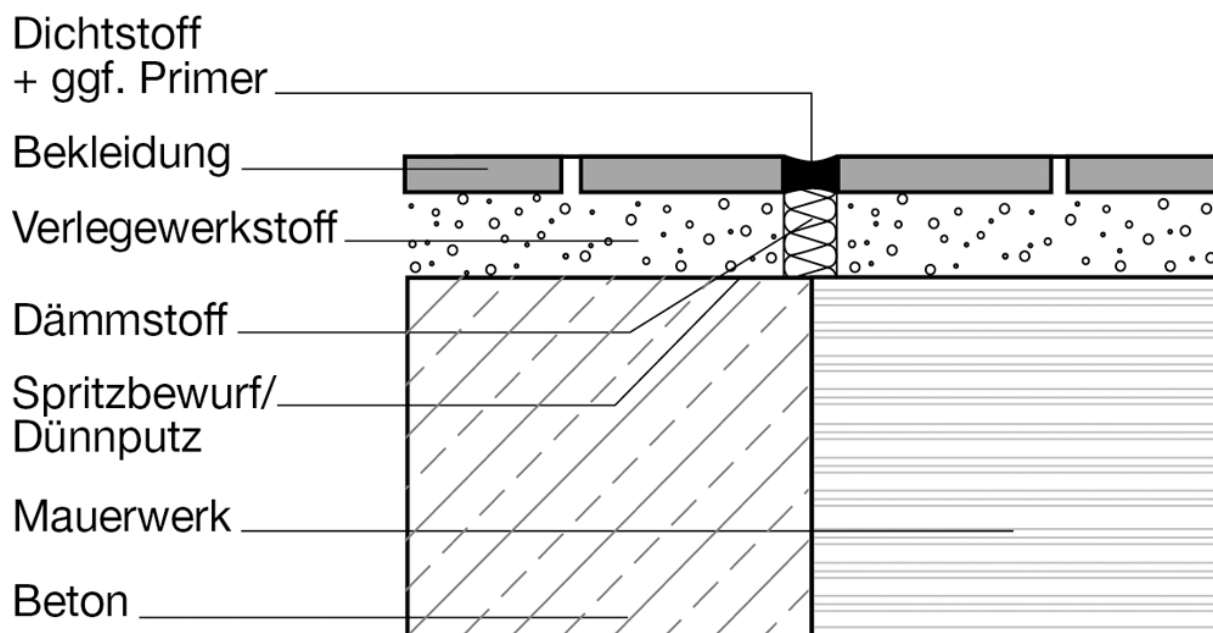 Dichtstoff
+ ggf. Primer
Bekleidung
Verlegewerkstoff
Dämmstoff
Spritzbewurf/
Dünnputz
Mauerwerk
Beton